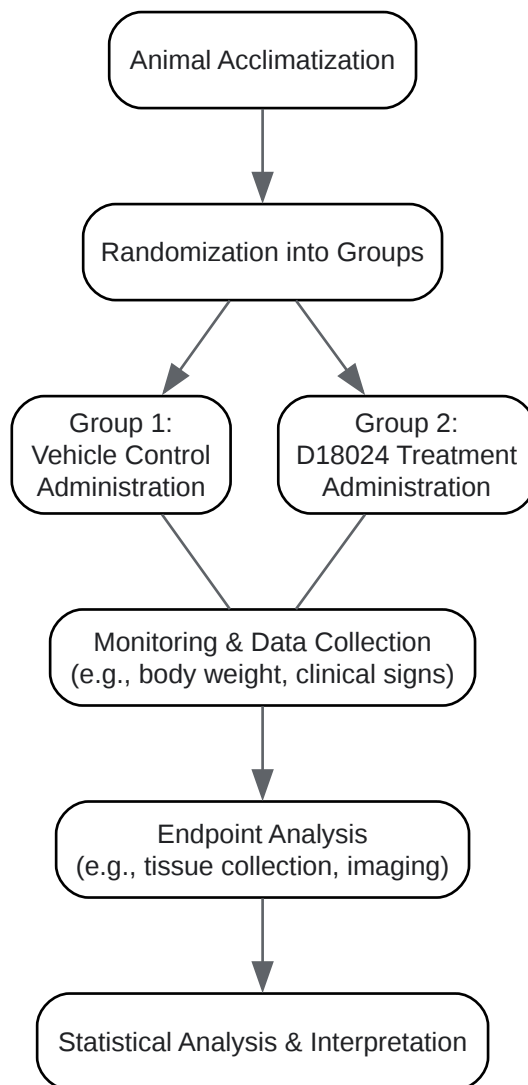 Animal Acclimatization
Randomization into Groups
Group 1:
Vehicle Control
Administration
Group 2:
D18024 Treatment
Administration
Monitoring & Data Collection
(e.g., body weight, clinical signs)
Endpoint Analysis
(e.g., tissue collection, imaging)
Statistical Analysis & Interpretation